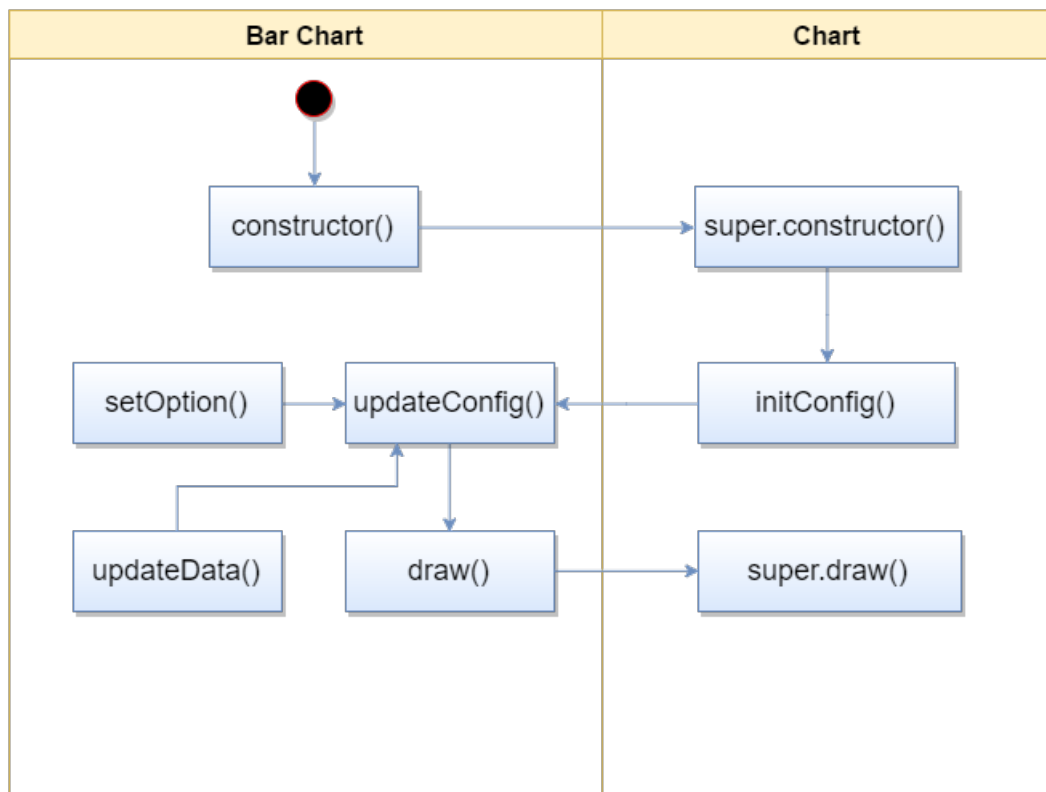 Bar Chart
Chart
constructor()
super.constructor()
setOption()
updateConfig()
initConfig()
updateData()
draw()
super.draw()